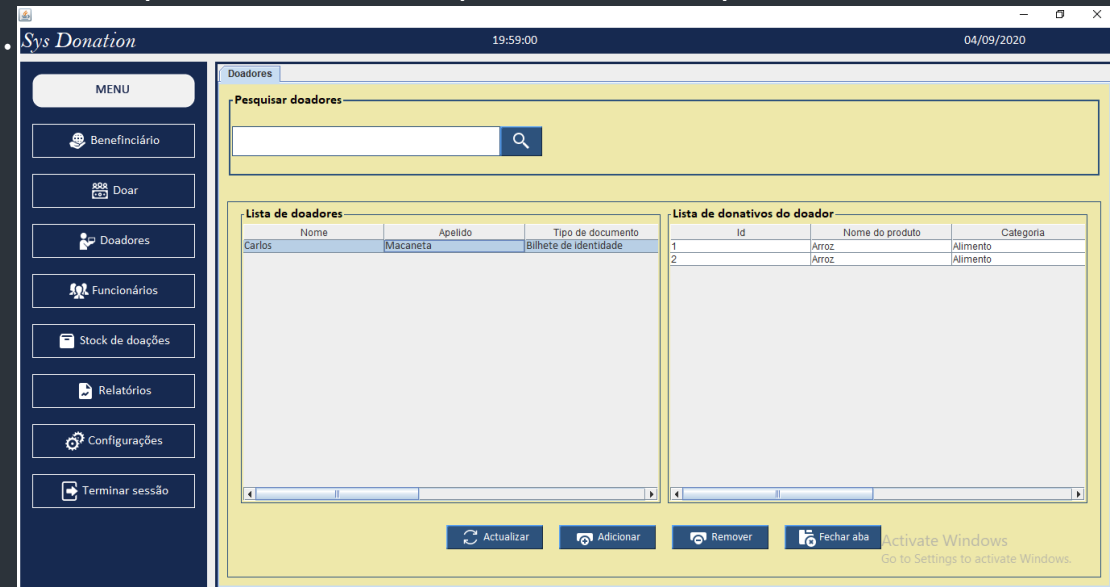 Sys Donation 19:59:00 04/09/2020
MENU
Benefinciário
Doar
Doadores
Funcionários
Stock de doações
Relatórios
Configurações
Terminar sessão
Doadores
Pesquisar doadores
Lista de doadores
Nome Apelido Tipo de documento
Carlos Macaneta Bilhete de identidade
Lista de donativos do doador
Id Nome do produto Categoria
1 Arroz Alimento
2 Arroz Alimento
Actualizar Adicionar Remover Fechar aba
Activate Windows
Go to Settings to activate Windows.